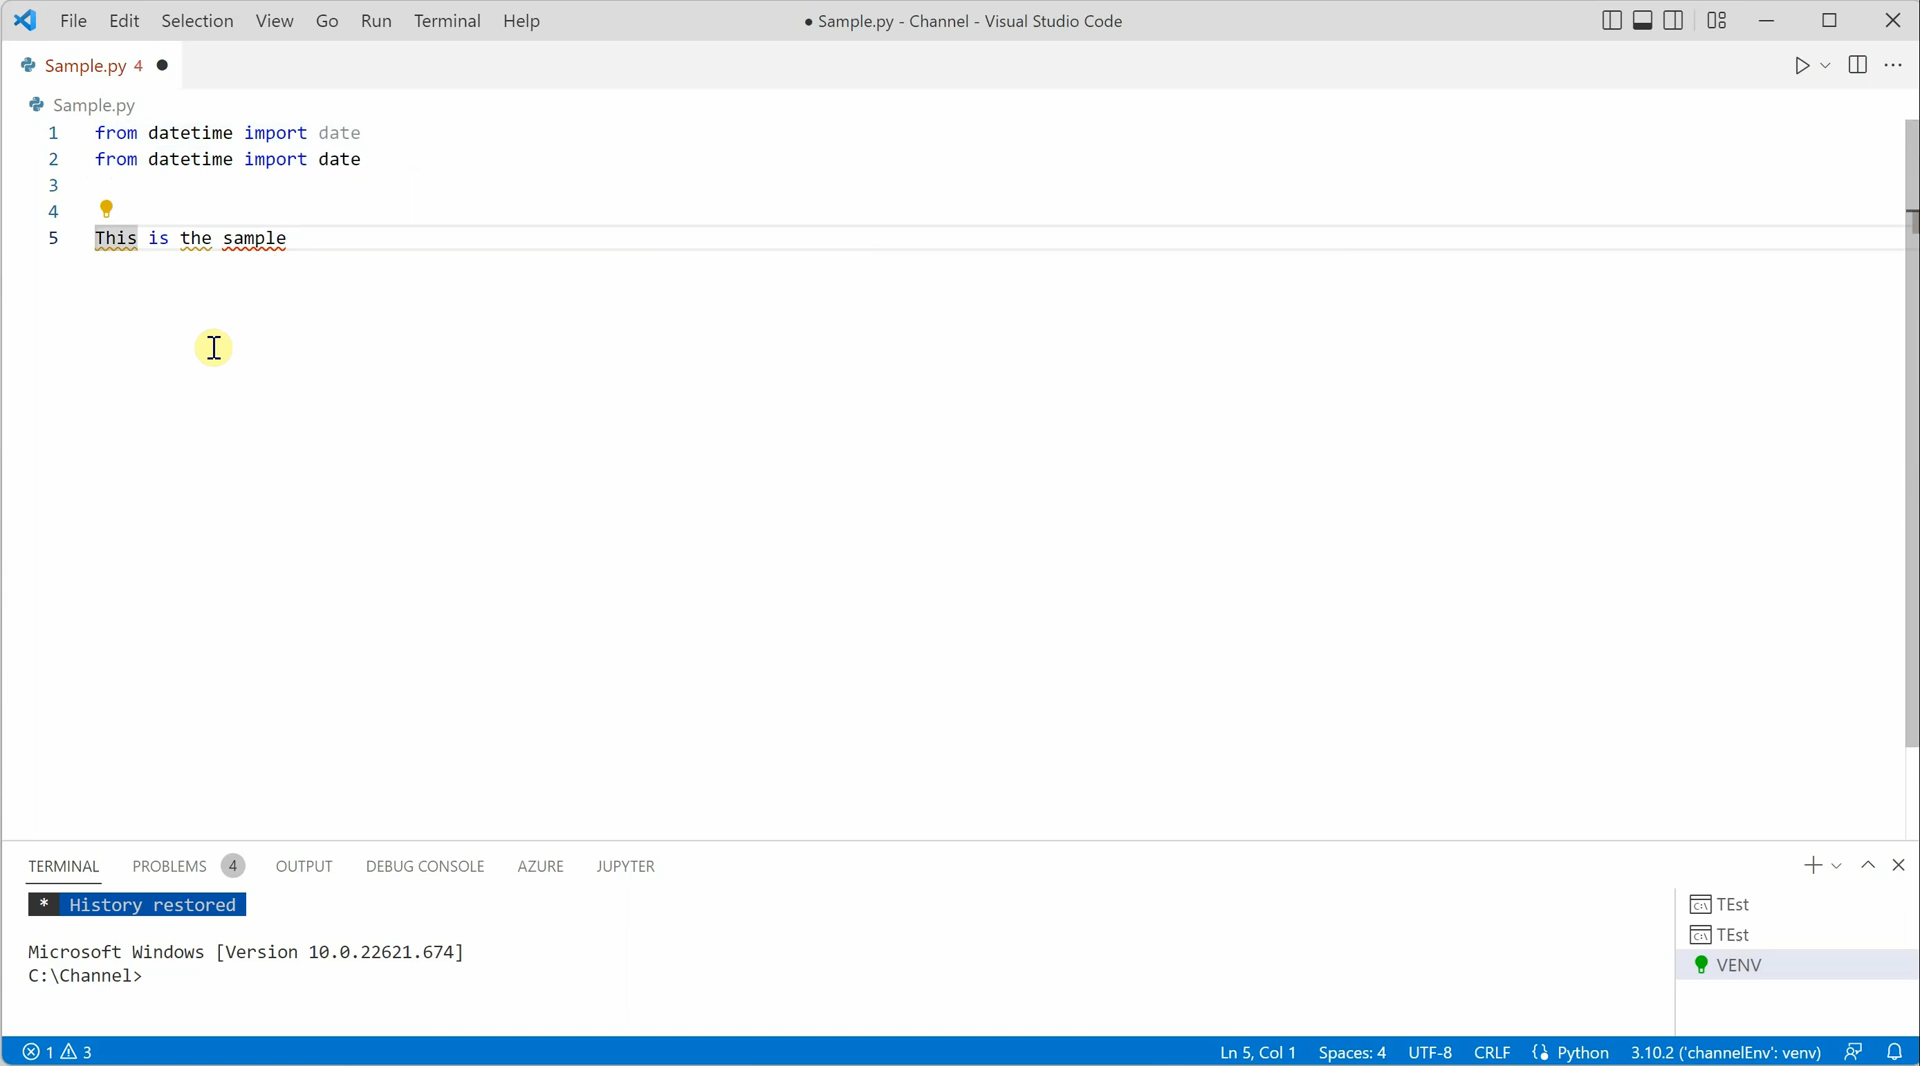 File Edit Selection View Go Run Terminal Help
● Sample.py - Channel - Visual Studio Code
Sample.py 4 ●
Sample.py
1 from datetime import date
2 from datetime import date
3
4
5 This is the sample
TERMINAL PROBLEMS 4 OUTPUT DEBUG CONSOLE AZURE JUPYTER
* History restored
Microsoft Windows [Version 10.0.22621.674]
C:\Channel>
TEst
TEst
VENV
1 3 Ln 5, Col 1 Spaces: 4 UTF-8 CRLF Python 3.10.2 ('channelEnv': venv)